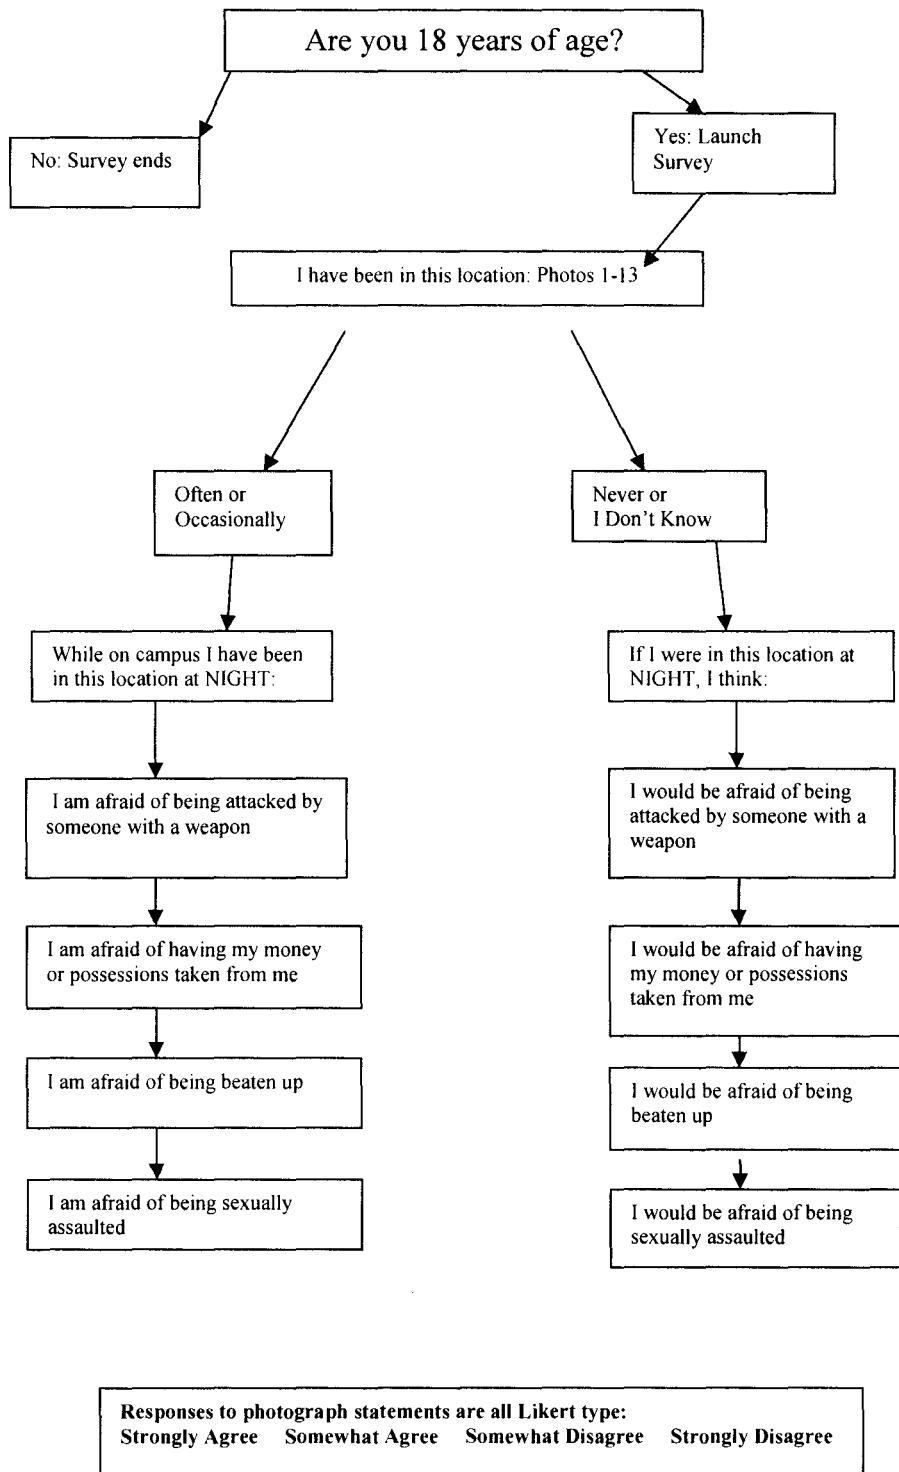 Are you 18 years of age?
No: Survey ends
Yes: Launch
Survey
I have been in this location: Photos 1-13
Often or
Occasionally
Never or
I Don't Know
While on campus I have been
in this location at NIGHT:
If I were in this location at
NIGHT, I think:
I am afraid of being attacked by
someone with a weapon
I would be afraid of being
attacked by someone with a
weapon
I am afraid of having my money
or possessions taken from me
I would be afraid of having
my money or possessions
taken from me
I am afraid of being beaten up
I would be afraid of being
beaten up
I am afraid of being sexually
assaulted
I would be afraid of being
sexually assaulted
Responses to photograph statements are all Likert type:
Strongly Agree Somewhat Agree Somewhat Disagree Strongly Disagree